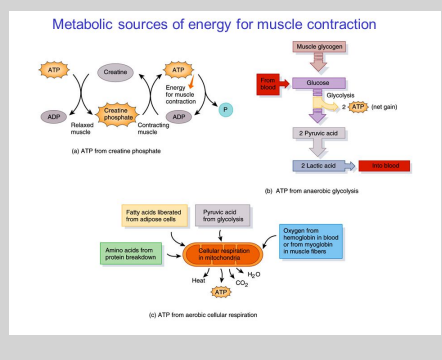 Metabolic sources of energy for muscle contraction
ATP
Creatine
ATP
Energy
for muscle
contraction
ADP
Creatine
phosphate
ADP
P
Relaxed
muscle
Contracting
muscle
(a) ATP from creatine phosphate
Muscle glycogen
From
blood
Glucose
Glycolysis
2 ATP (net gain)
2 Pyruvic acid
2 Lactic acid
Into blood
(b) ATP from anaerobic glycolysis
Fatty acids liberated
from adipose cells
Pyruvic acid
from glycolysis
Amino acids from
protein breakdown
Cellular respiration
in mitochondria
Oxygen from
hemoglobin in blood
or from myoglobin
in muscle fibers
Heat
ATP
CO2
H2O
(c) ATP from aerobic cellular respiration